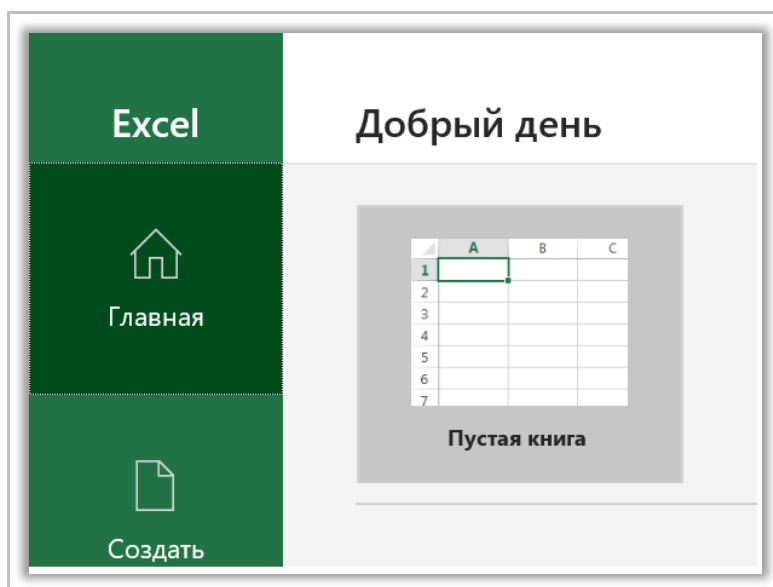 Excel
Добрый день
Главная
A B C
1
2
3
4
5
6
7
Пустая книга
Создать